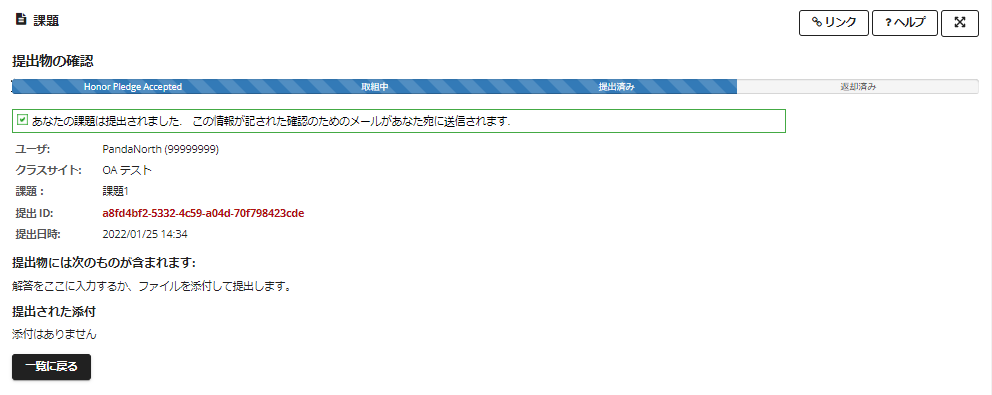 課題
リンク
? ヘルプ
提出物の確認
Honor Pledge Accepted 取組中 提出済み 返却済み
あなたの課題は提出されました. この情報が記された確認のためのメールがあなた宛に送信されます.
ユーザ: PandaNorth (99999999)
クラスサイト: OA テスト
課題： 課題1
提出 ID: a8fd4bf2-5332-4c59-a04d-70f798423cde
提出日時: 2022/01/25 14:34
提出物には次のものが含まれます:
解答をここに入力するか、ファイルを添付して提出します。
提出された添付
添付はありません
一覧に戻る